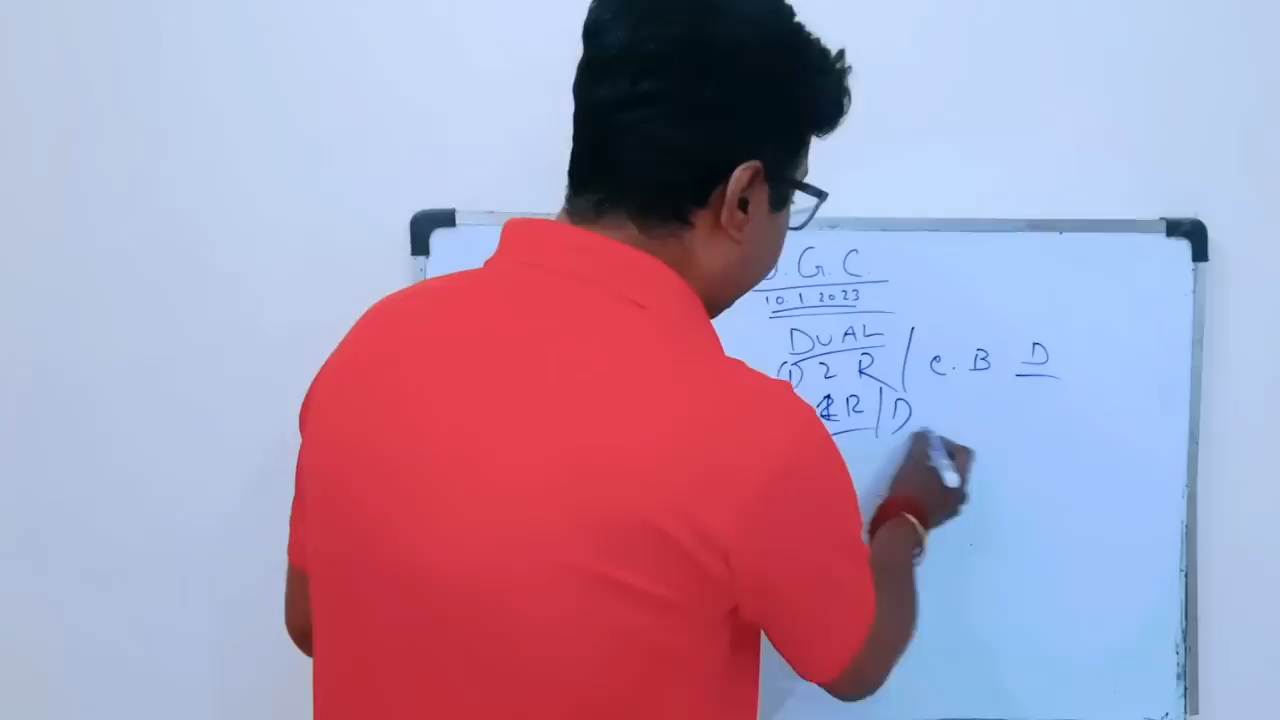 . G. C.
10. 1. 2023
DUAL
(1) 2 R / C. B D
R / D